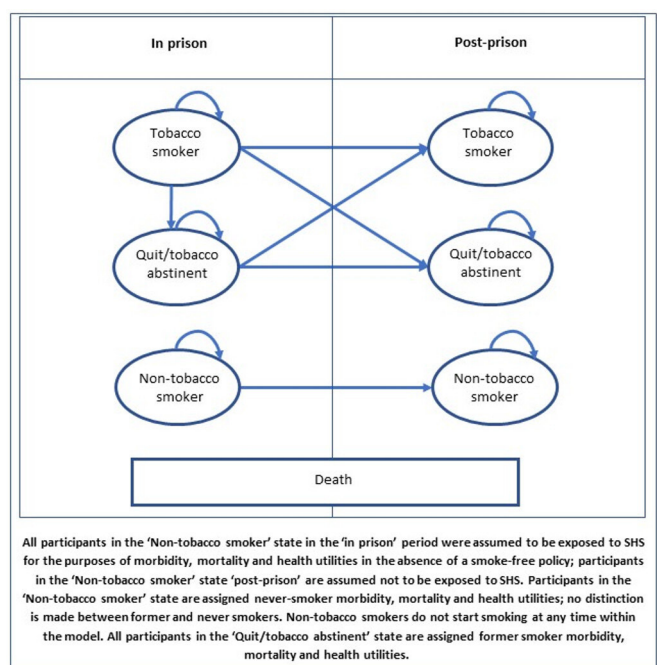 In prison
Post-prison
Tobacco
smoker
Tobacco
smoker
Quit/tobacco
abstinent
Quit/tobacco
abstinent
Non-tobacco
smoker
Non-tobacco
smoker
Death
All participants in the ‘Non-tobacco smoker’ state in the ‘in prison’ period were assumed to be exposed to SHS
for the purposes of morbidity, mortality and health utilities in the absence of a smoke-free policy; participants
in the ‘Non-tobacco smoker’ state ‘post-prison’ are assumed not to be exposed to SHS. Participants in the
‘Non-tobacco smoker’ state are assigned never-smoker morbidity, mortality and health utilities; no distinction
is made between former and never smokers. Non-tobacco smokers do not start smoking at any time within
the model. All participants in the ‘Quit/tobacco abstinent’ state are assigned former smoker morbidity,
mortality and health utilities.